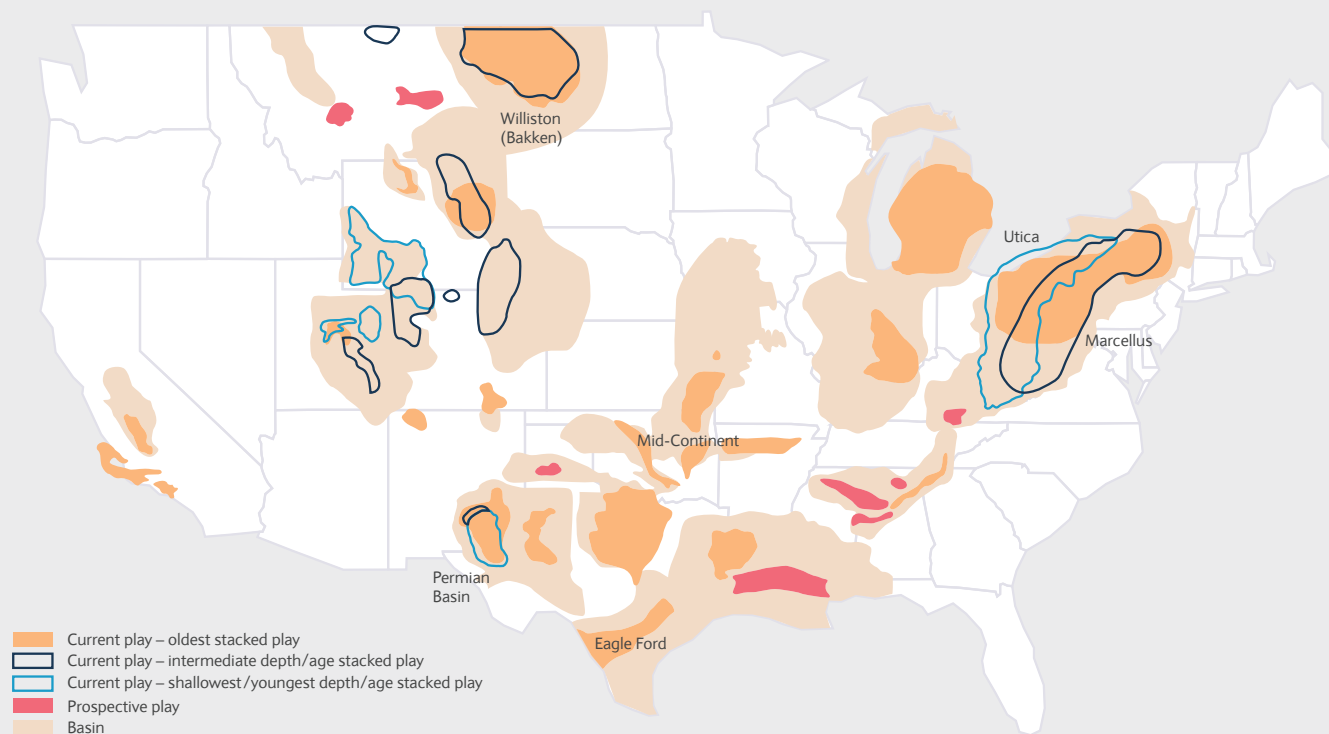 Williston
(Bakken)
Utica
Marcellus
Mid-Continent
Permian
Basin
Eagle Ford
Current play – oldest stacked play
Current play – intermediate depth/age stacked play
Current play – shallowest/youngest depth/age stacked play
Prospective play
Basin